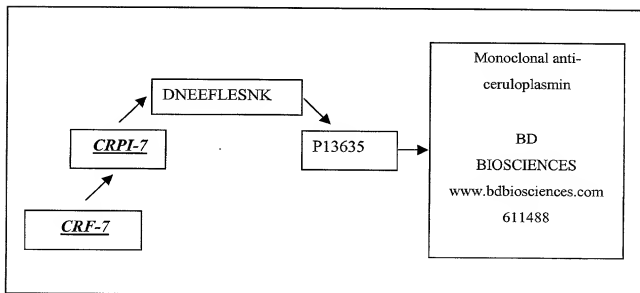 CRF-7
CRPI-7
DNEEFLESNK
P13635
Monoclonal anti-
ceruloplasmin
BD
BIOSCIENCES
www.bdbiosciences.com
611488